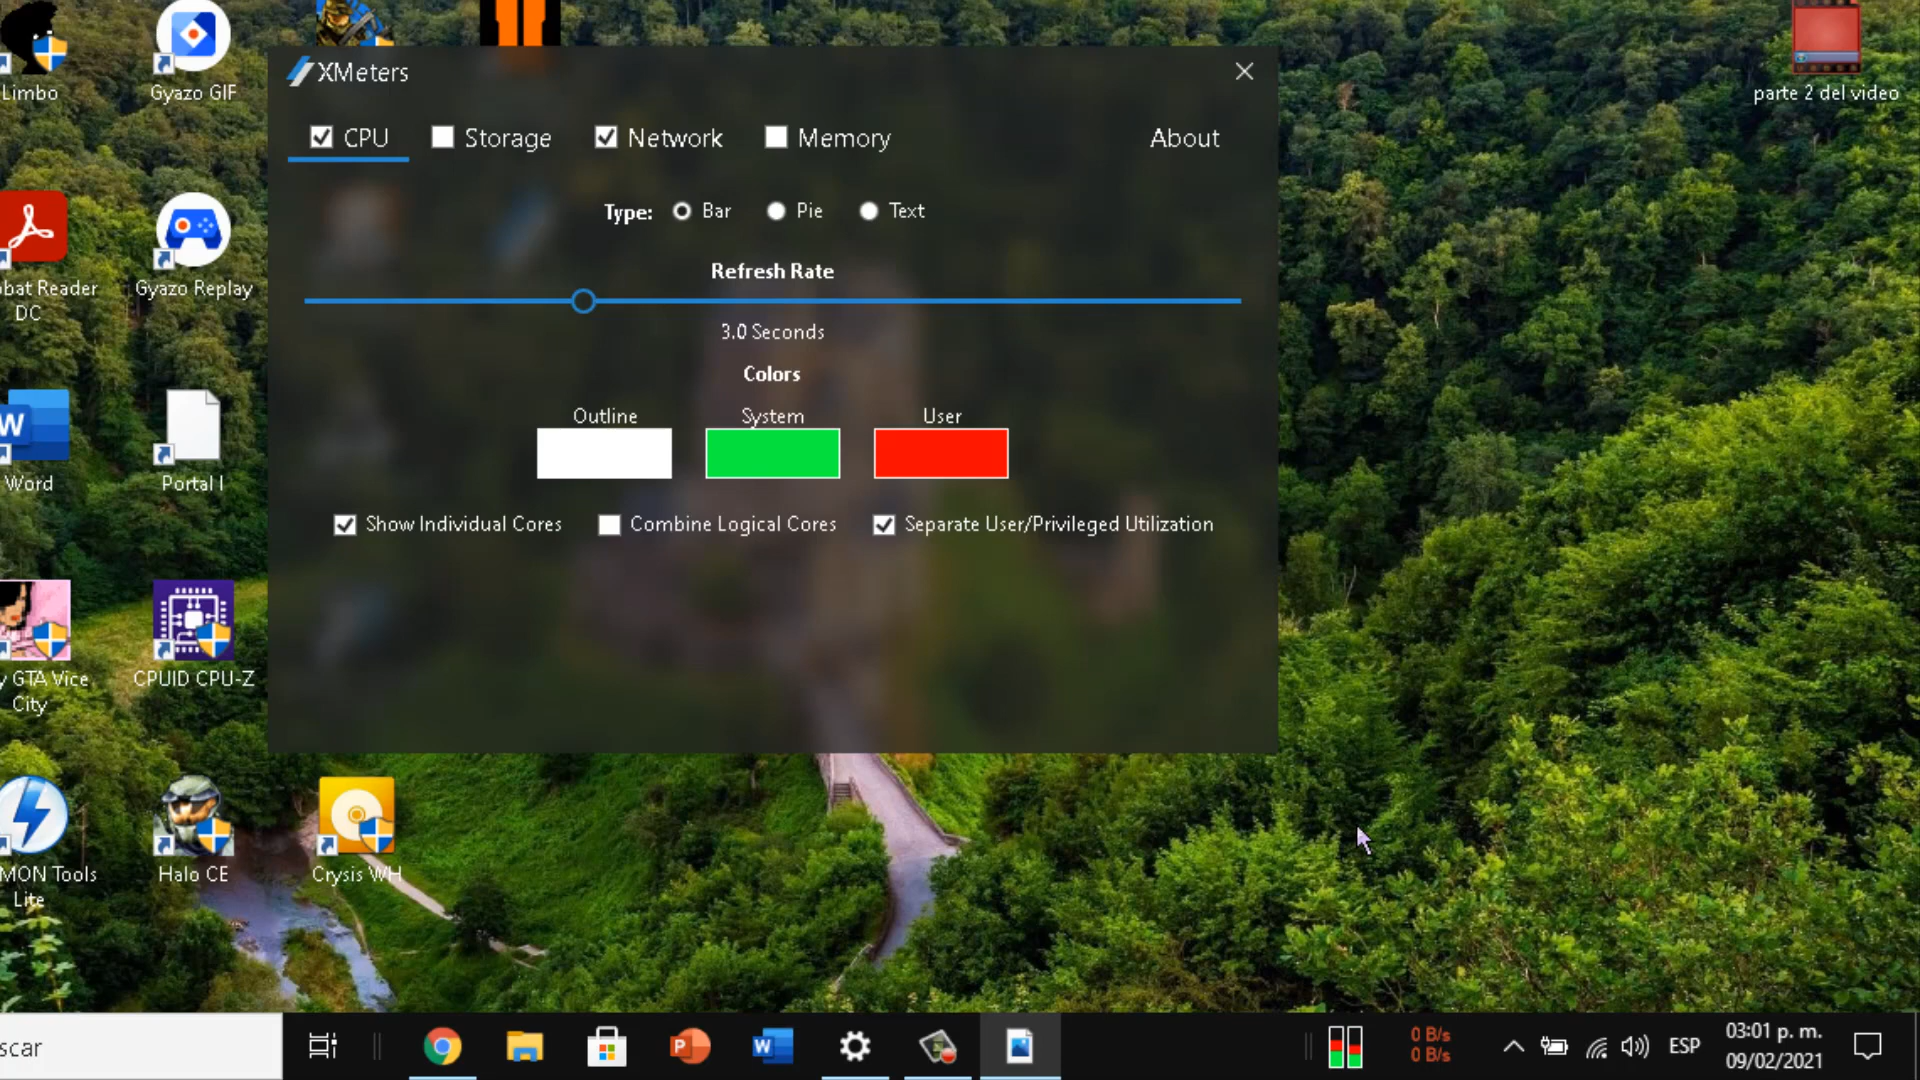 XMeters
CPU Storage Network Memory About
Type: Bar Pie Text
Refresh Rate
3.0 Seconds
Colors
Outline System User
Show Individual Cores Combine Logical Cores Separate User/Privileged Utilization
Limbo
Gyazo GIF
parte 2 del video
bat Reader
DC
Gyazo Replay
W
Word
Portal I
y GTA Vice
City
CPUID CPU-Z
MON Tools
Lite
Halo CE
Crysis WH
scar
P
W
0 B/s
0 B/s
ESP
03:01 p. m.
09/02/2021